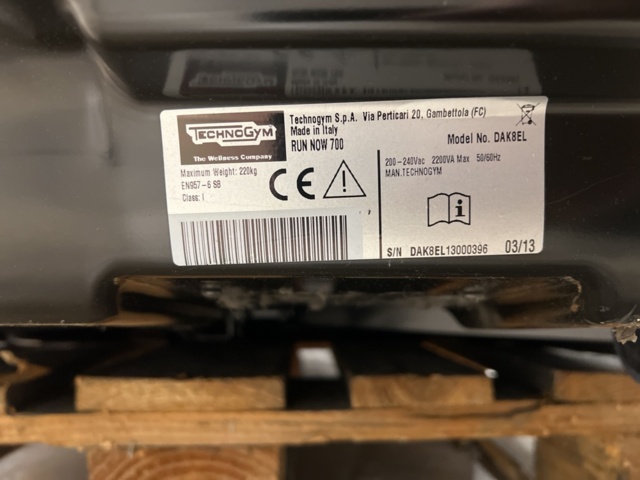 TECHNOGYM
The Wellness Company
Technogym S.p.A. Via Perticari 20, Gambettola (FC)
Made in Italy
RUN NOW 700
Model No. DAK8EL
Maximum Weight: 220kg
EN957-6 SB
Class: I
CE
200-240Vac 2200VA Max 50/60Hz
MAN.TECHNOGYM
S/N DAK8EL13000396 03/13